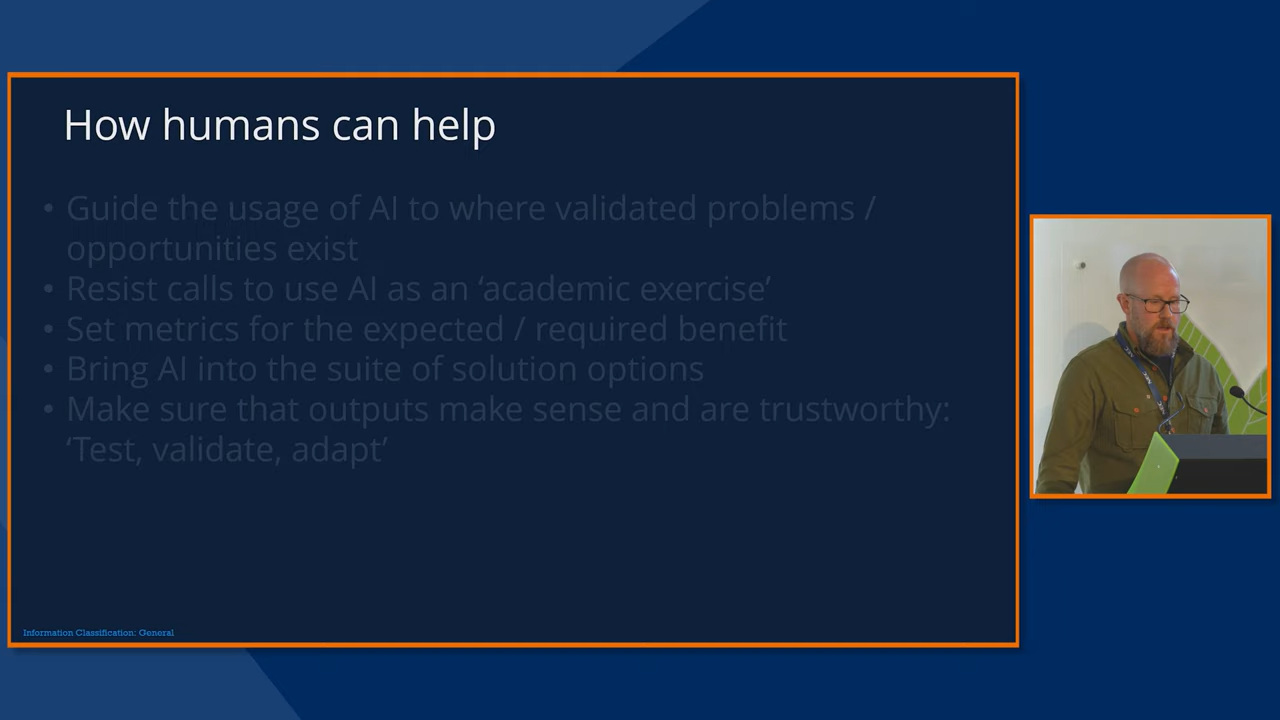 How humans can help
• Guide the usage of AI to where validated problems /
opportunities exist
• Resist calls to use AI as an ‘academic exercise’
• Set metrics for the expected / required benefit
• Bring AI into the suite of solution options
• Make sure that outputs make sense and are trustworthy:
‘Test, validate, adapt’
Information Classification: General